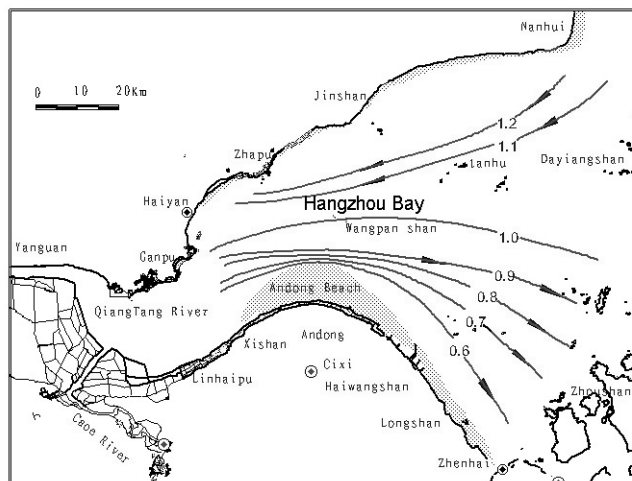 Nanhui
0 10 20Km
Jinshan
1.2
1.1
Zhapu
Dayiangshan
Haiyan
Hangzhou Bay
Wangpan shan
1.0
Yanguan
Ganpu
0.9
Andong Beach
0.8
QiangTang River
0.7
Xishan
Andong
0.6
Cixi
Linhaipu
Haiwangshan
Zhoushan
Caoe River
Longshan
Zhenhai